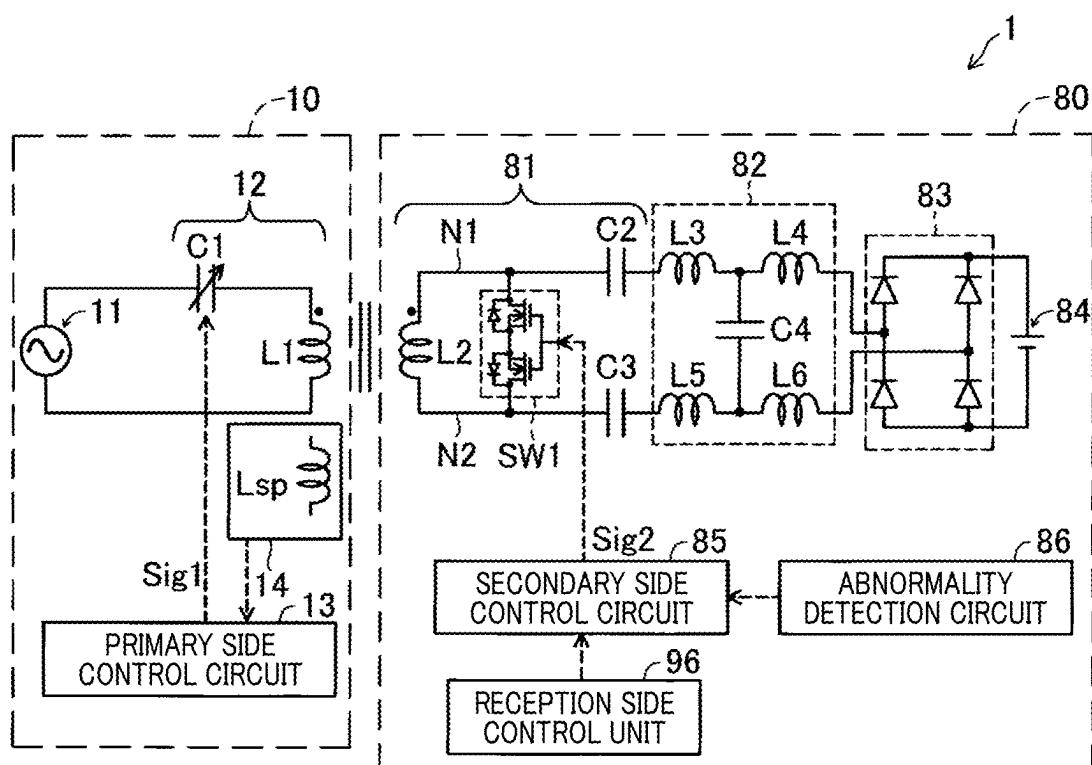 1
10
80
12
81
82
83
C1
N1
C2
L3
L4
11
L1
L2
C4
84
C3
L5
L6
N2
SW1
Lsp
Sig1
14
13
PRIMARY SIDE
CONTROL CIRCUIT
Sig2
85
SECONDARY SIDE
CONTROL CIRCUIT
86
ABNORMALITY
DETECTION CIRCUIT
96
RECEPTION SIDE
CONTROL UNIT